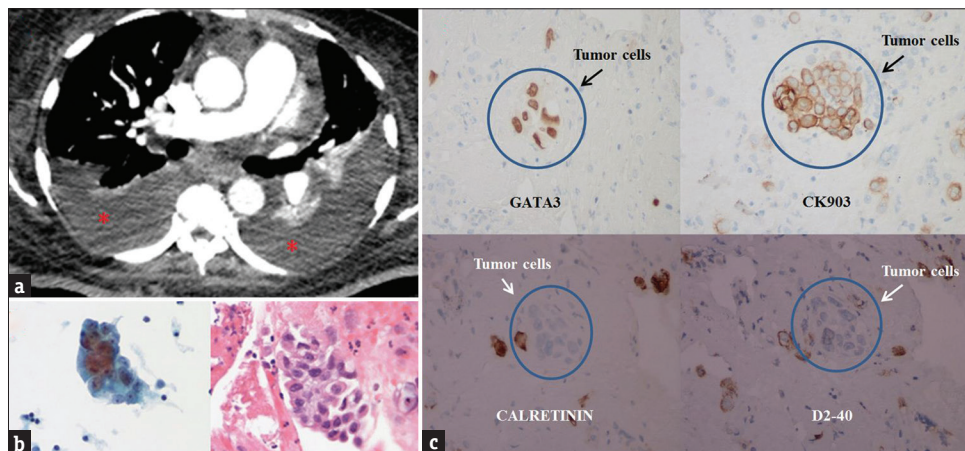 a
*
*
b
Tumor cells
GATA3
Tumor cells
CK903
Tumor cells
CALRETININ
Tumor cells
D2-40
c